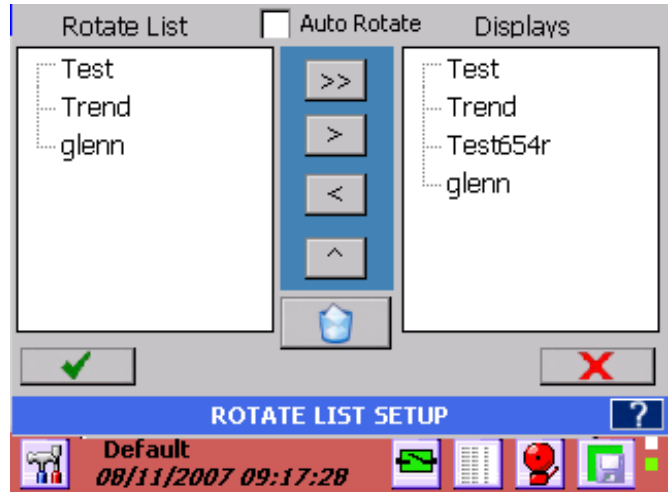 Rotate List
Auto Rotate
Displays
Test
Trend
glenn
>>
>
<
^
Test
Trend
Test654r
glenn
ROTATE LIST SETUP
?
Default
08/11/2007 09:17:28